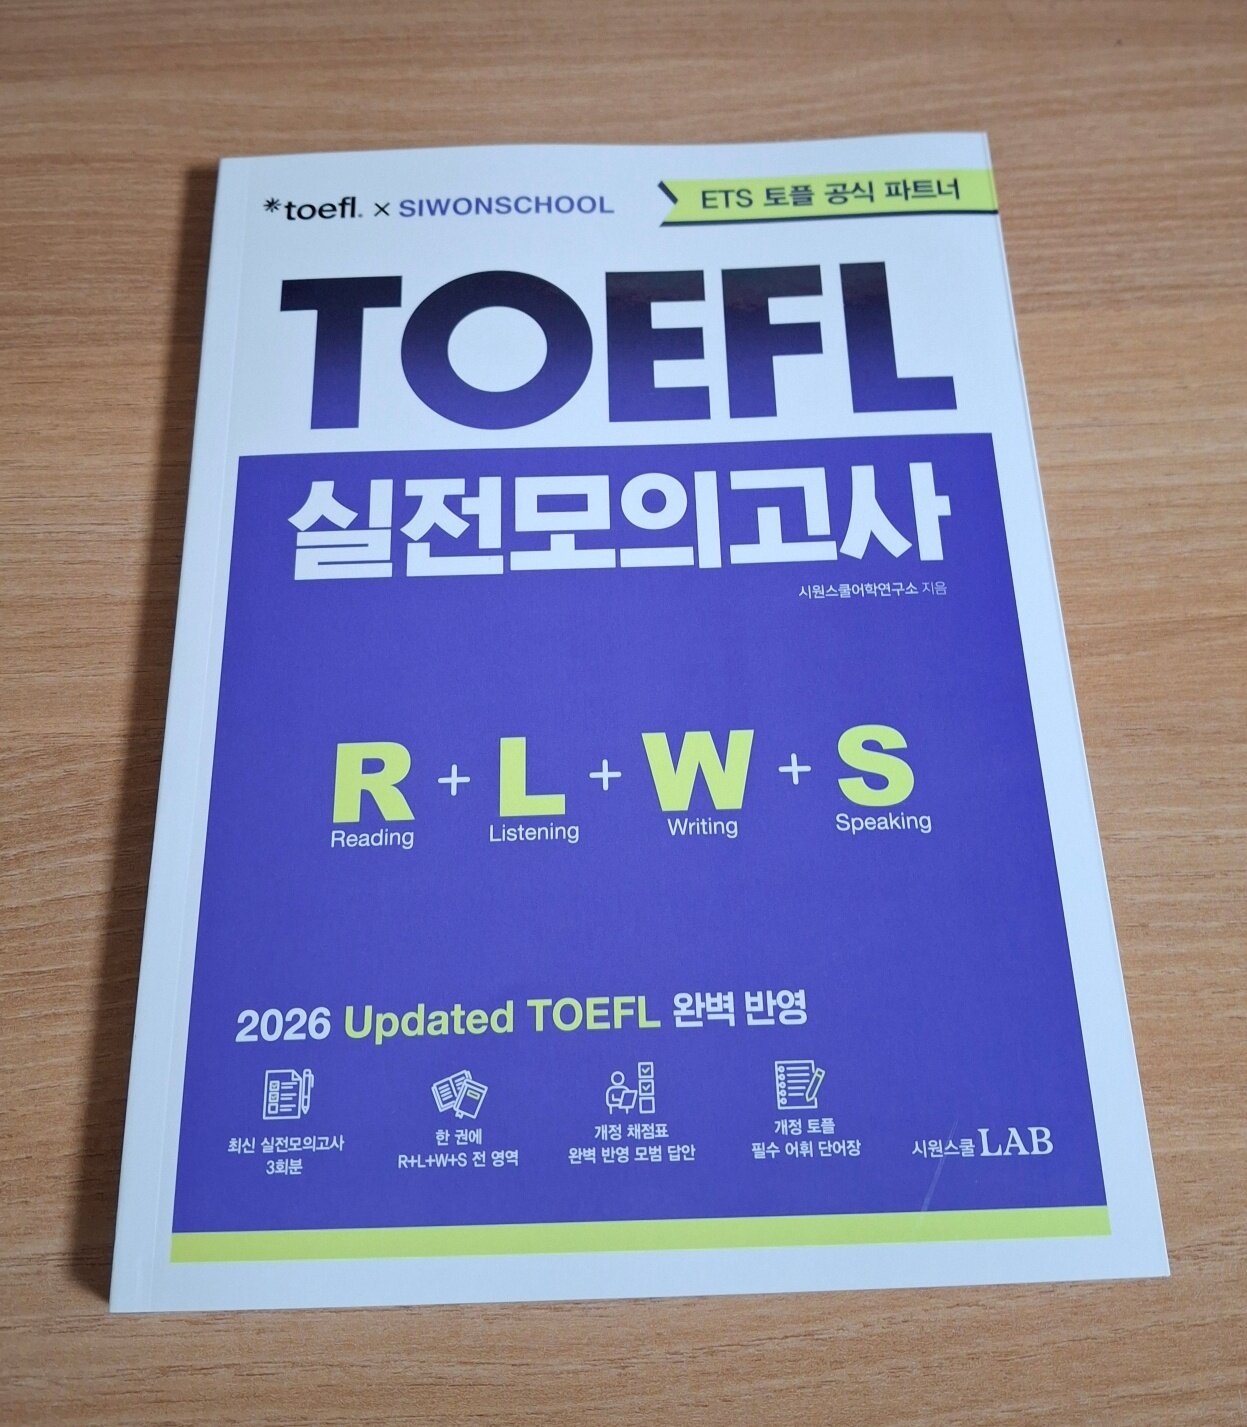 *toefl. × SIWONSCHOOL
ETS 토플 공식 파트너
TOEFL
실전모의고사
시원스쿨어학연구소 지음
R + L + W + S
Reading Listening Writing Speaking
2026 Updated TOEFL 완벽 반영
최신 실전모의고사
3회분
한 권에
R+L+W+S 전 영역
개정 채점표
완벽 반영 모범 답안
개정 토플
필수 어휘 단어장
시원스쿨 LAB